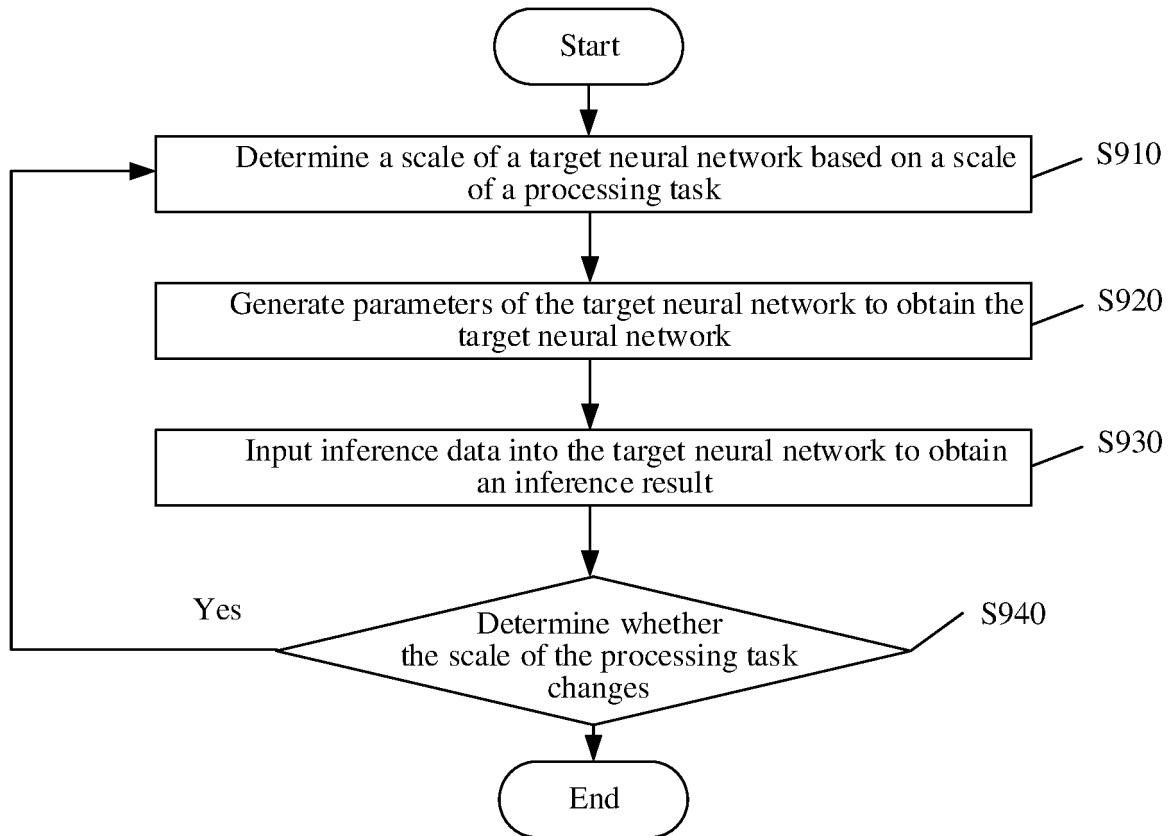 Start
Determine a scale of a target neural network based on a scale
of a processing task
S910
Generate parameters of the target neural network to obtain the
target neural network
S920
Input inference data into the target neural network to obtain
an inference result
S930
Yes
Determine whether
the scale of the processing task
changes
S940
End